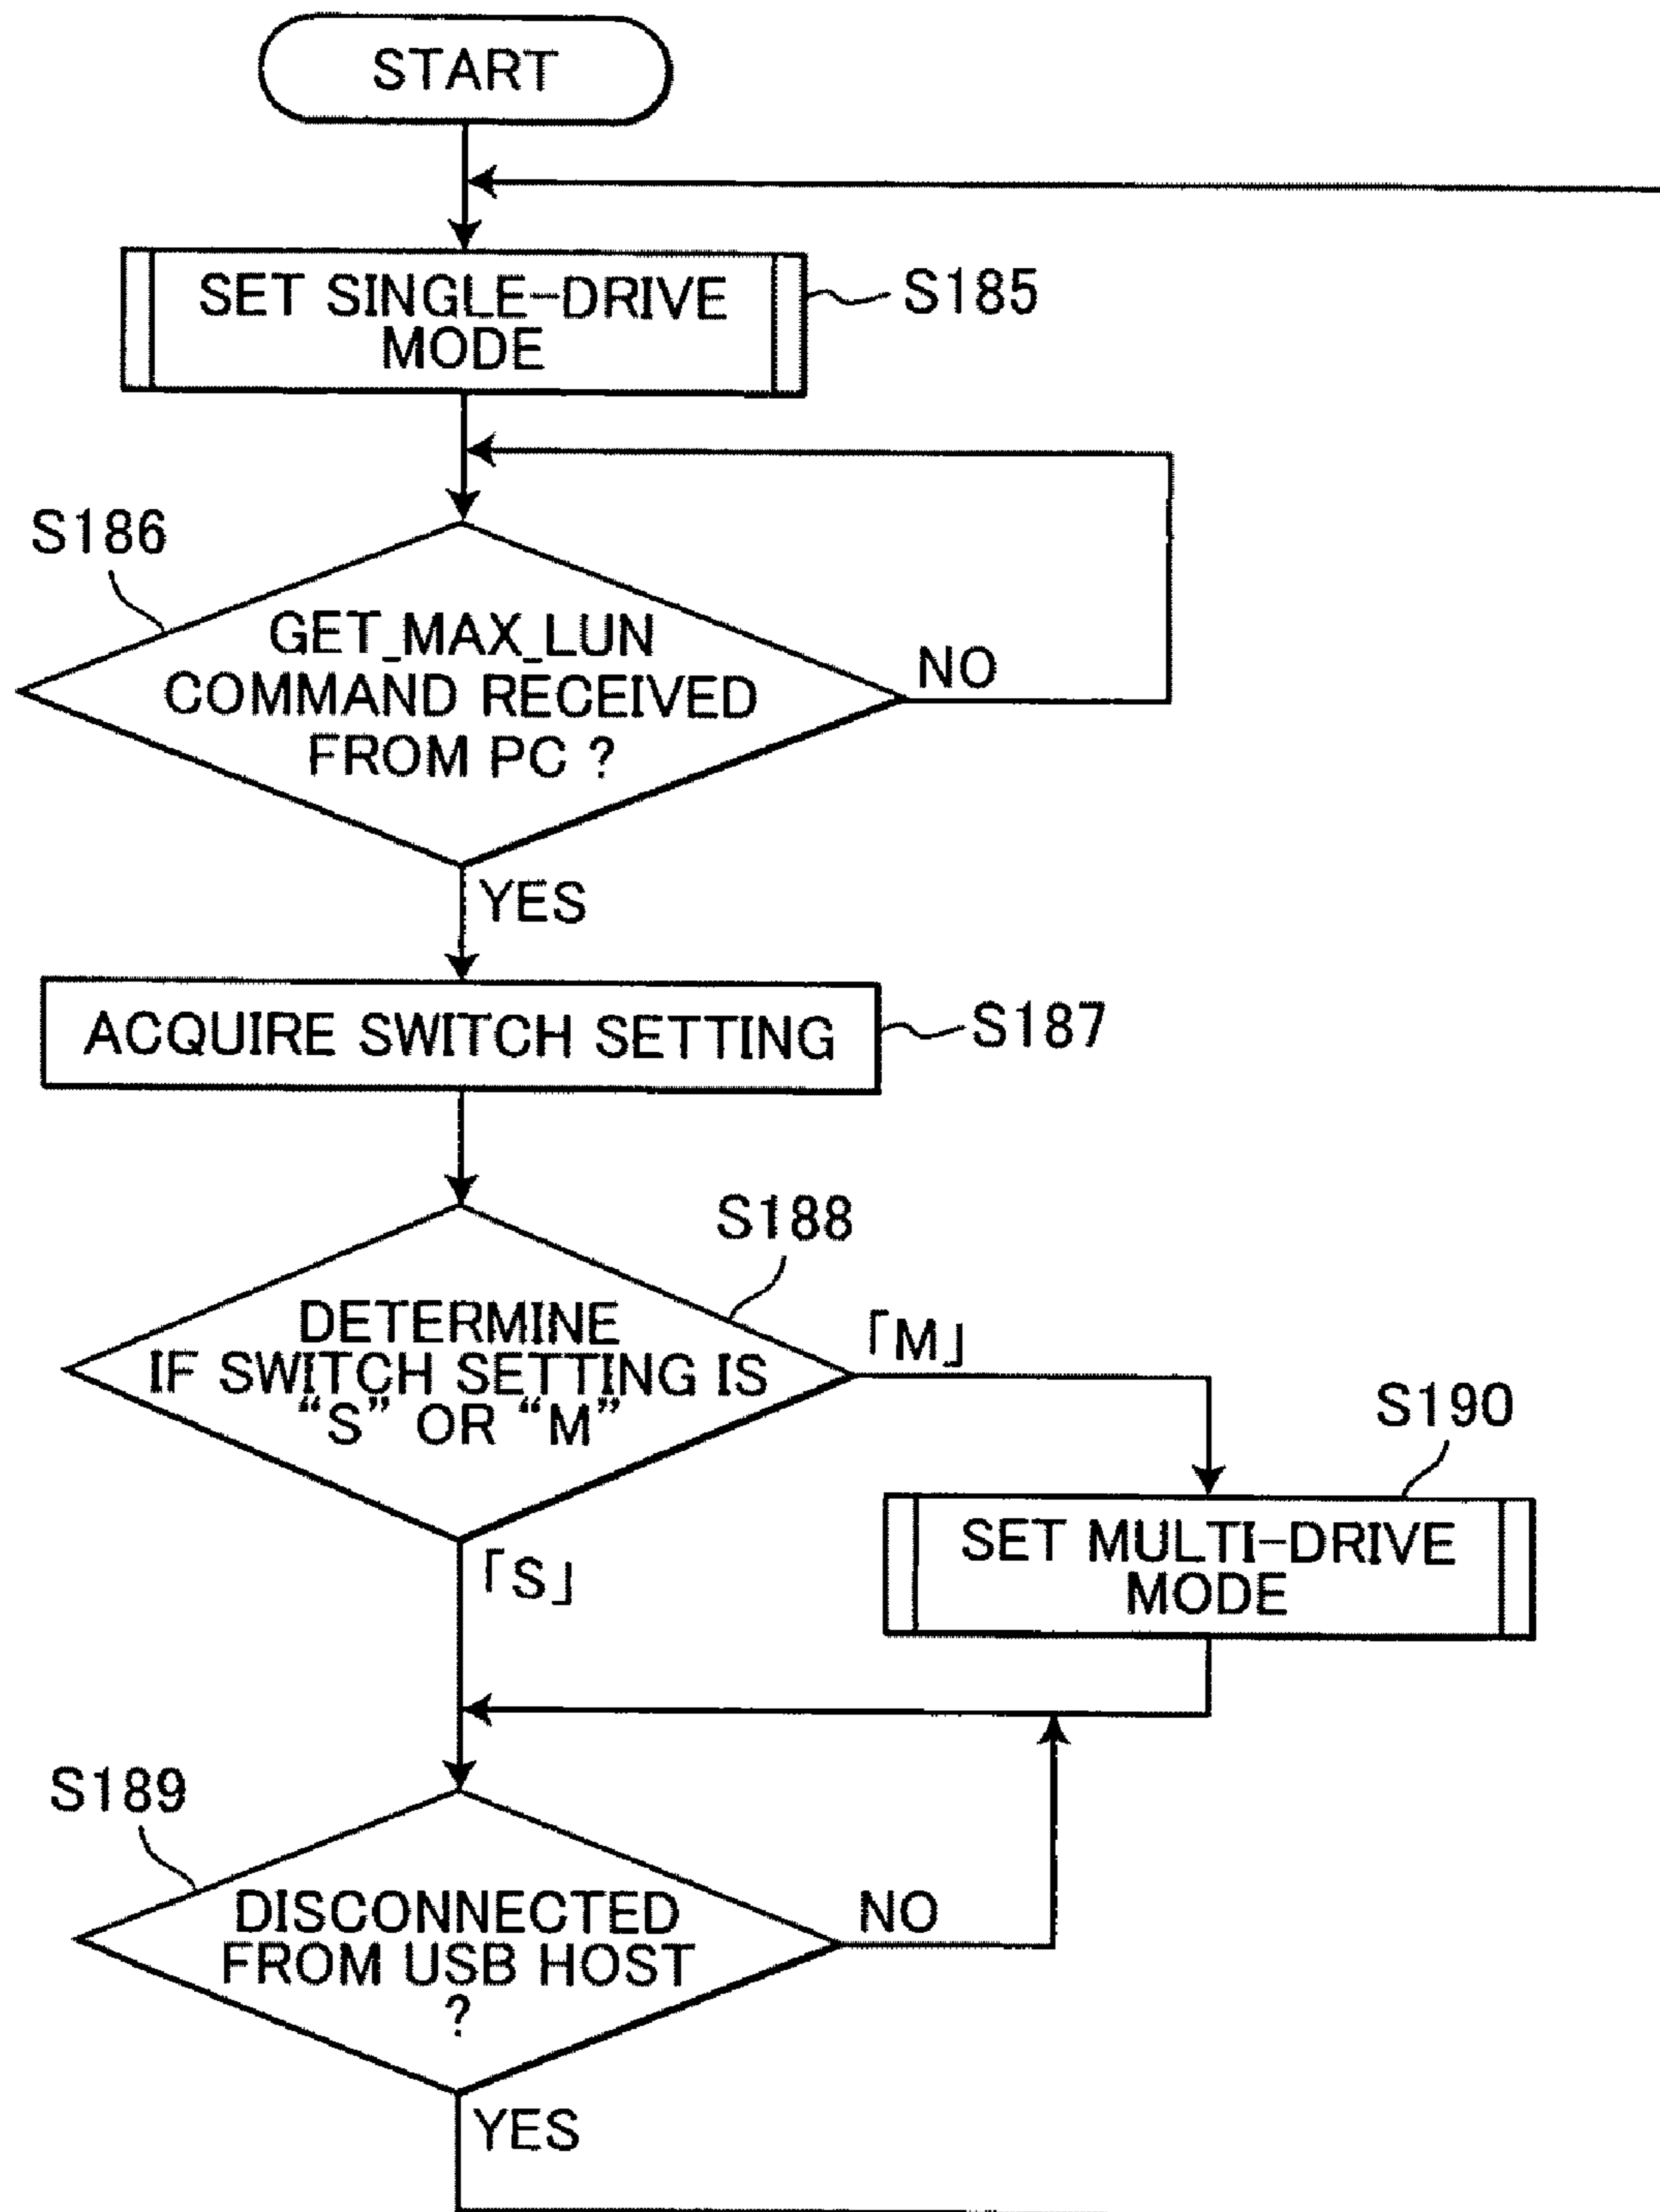 START
SET SINGLE-DRIVE
MODE
S185
S186
GET_MAX_LUN
COMMAND RECEIVED
FROM PC ?
NO
YES
ACQUIRE SWITCH SETTING
S187
S188
DETERMINE
IF SWITCH SETTING IS
“S” OR “M”
「M」
S190
SET MULTI-DRIVE
MODE
「S」
S189
DISCONNECTED
FROM USB HOST
?
NO
YES